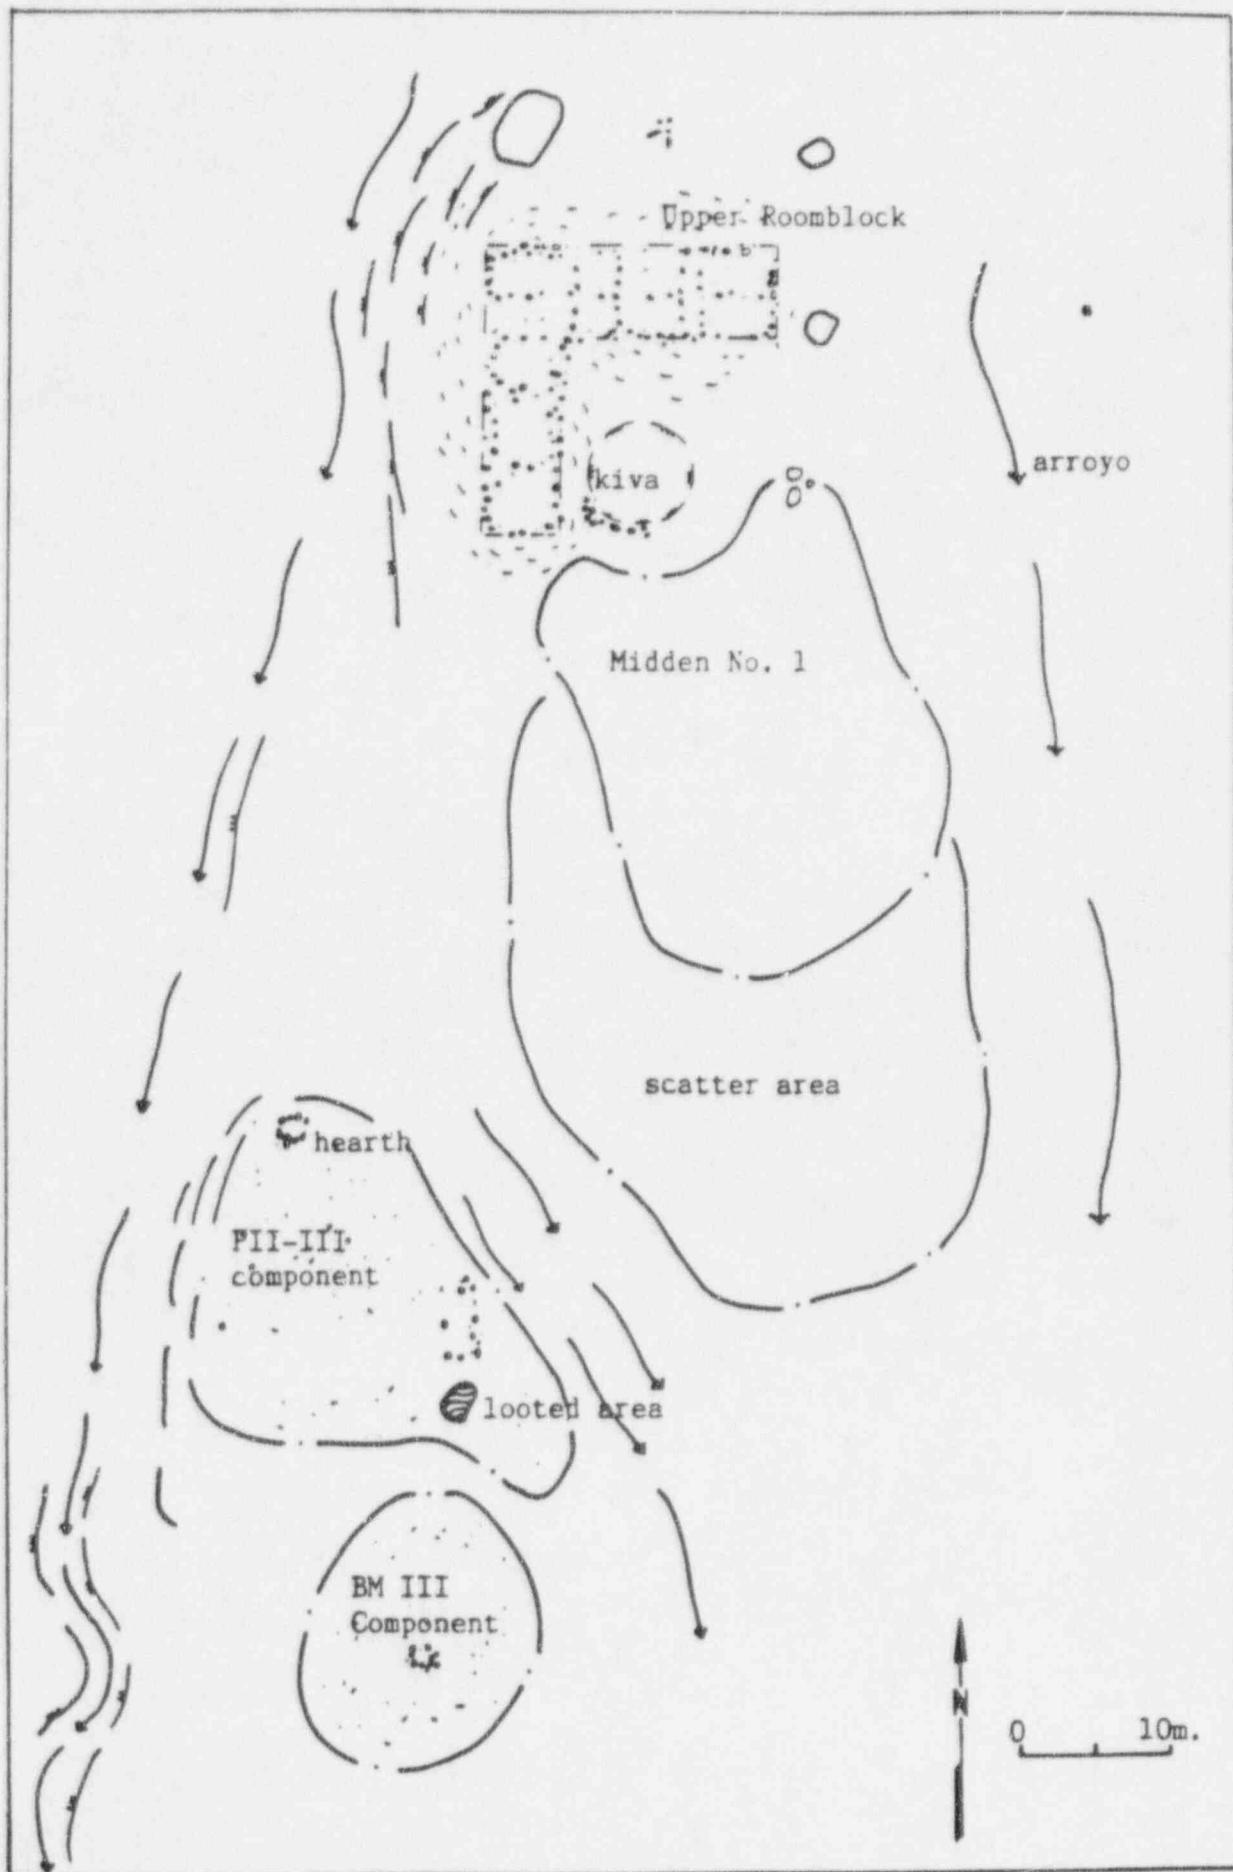 Upper Roomblock
kiva
arroyo
Midden No. 1
scatter area
hearth
PII-III
component
looted area
BM III
Component
N
0 10m.